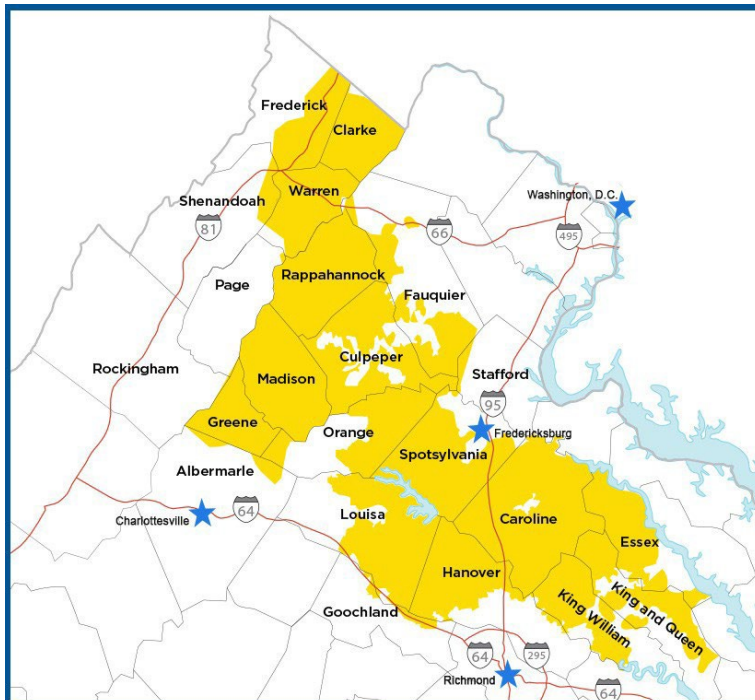 Frederick
Clarke
Shenandoah
Warren
Washington, D.C.
81
66
495
Rappahannock
Page
Fauquier
Culpeper
Rockingham
Madison
Stafford
95
Greene
Orange
Fredericksburg
Spotsylvania
Albermarle
64
Charlottesville
Louisa
Caroline
Essex
Hanover
King and Queen
King William
Goochland
64
295
Richmond
64